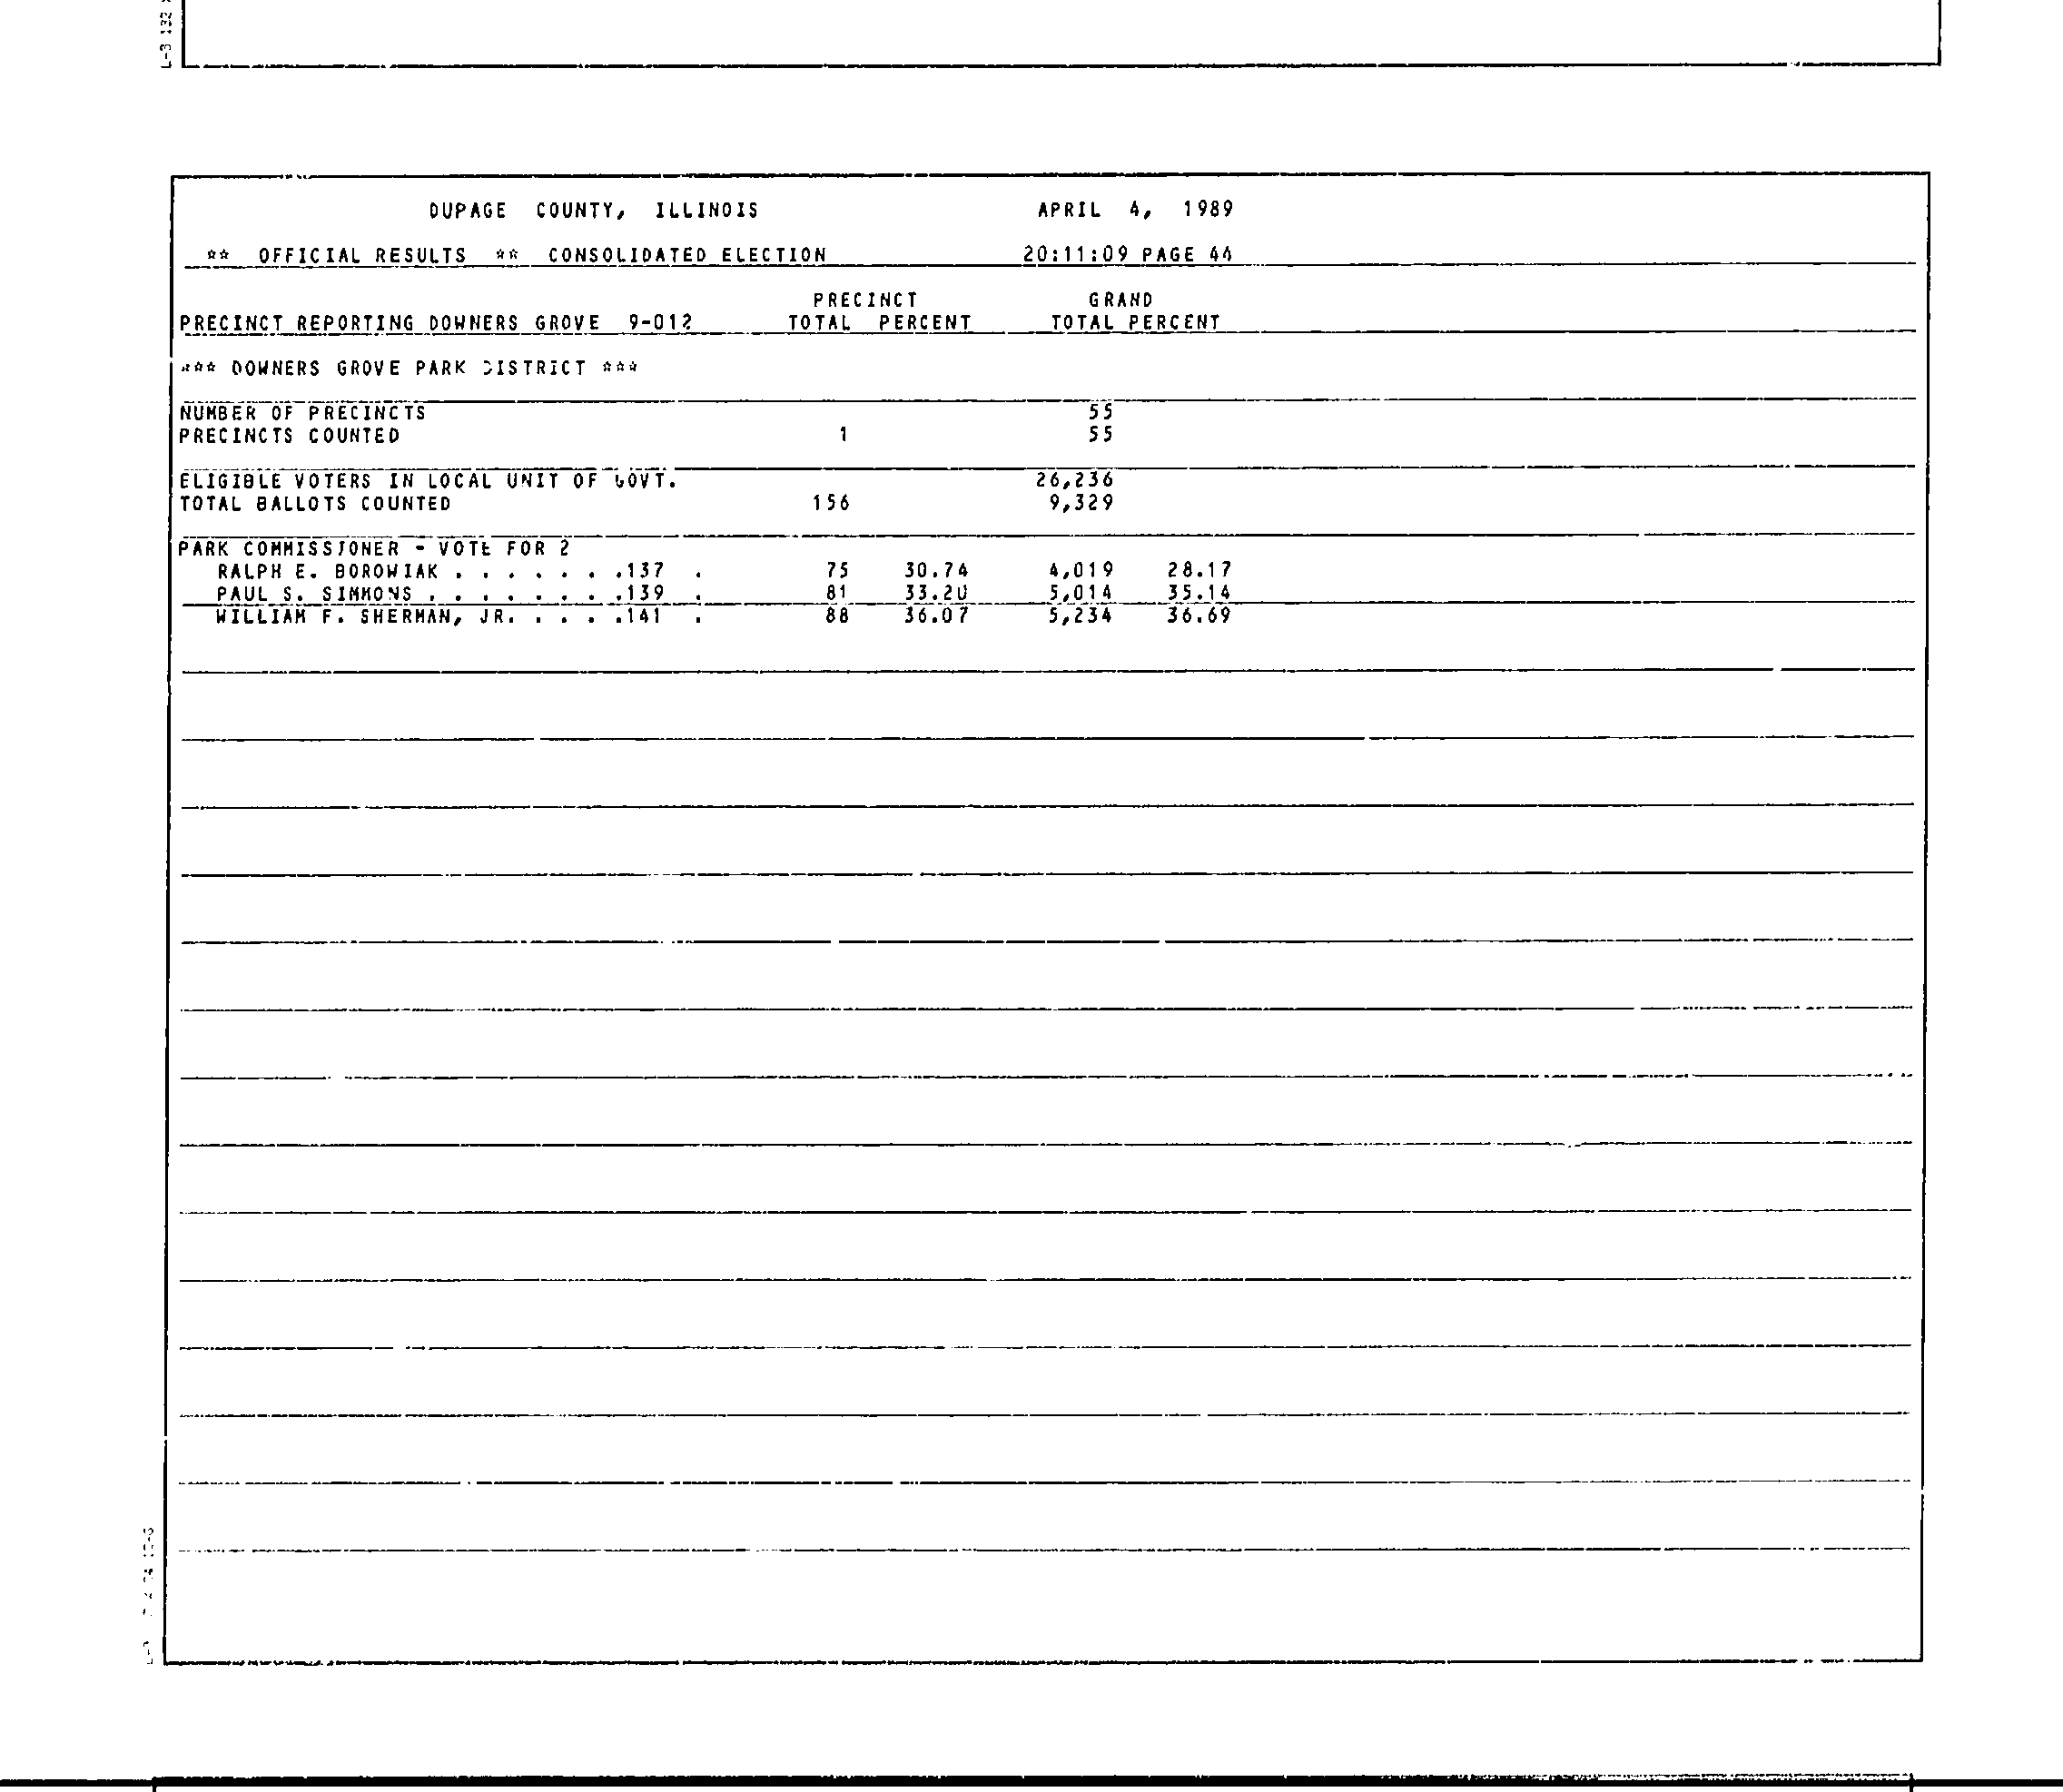 L-3 192
DUPAGE COUNTY, ILLINOIS APRIL 4, 1989
** OFFICIAL RESULTS ** CONSOLIDATED ELECTION 20:11:09 PAGE 44
PRECINCT GRAND
PRECINCT REPORTING DOWNERS GROVE 9-012 TOTAL PERCENT TOTAL PERCENT
*** DOWNERS GROVE PARK DISTRICT ***
NUMBER OF PRECINCTS 55
PRECINCTS COUNTED 1 55
ELIGIBLE VOTERS IN LOCAL UNIT OF GOVT. 26,236
TOTAL BALLOTS COUNTED 156 9,329
PARK COMMISSIONER - VOTE FOR 2
RALPH E. BOROWIAK . . . . . . .137 . 75 30.74 4,019 28.17
PAUL S. SIMMONS . . . . . . . .139 . 81 33.20 5,014 35.14
WILLIAM F. SHERMAN, JR. . . . .141 . 88 36.07 5,234 36.69